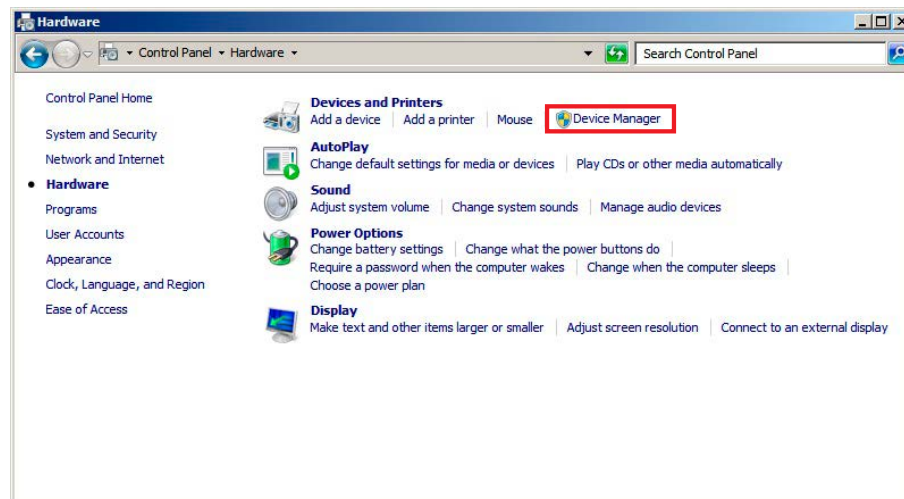 Hardware
Control Panel Hardware
Search Control Panel
Control Panel Home
System and Security
Network and Internet
Hardware
Programs
User Accounts
Appearance
Clock, Language, and Region
Ease of Access
Devices and Printers
Add a device Add a printer Mouse Device Manager
AutoPlay
Change default settings for media or devices Play CDs or other media automatically
Sound
Adjust system volume Change system sounds Manage audio devices
Power Options
Change battery settings Change what the power buttons do
Require a password when the computer wakes Change when the computer sleeps
Choose a power plan
Display
Make text and other items larger or smaller Adjust screen resolution Connect to an external display